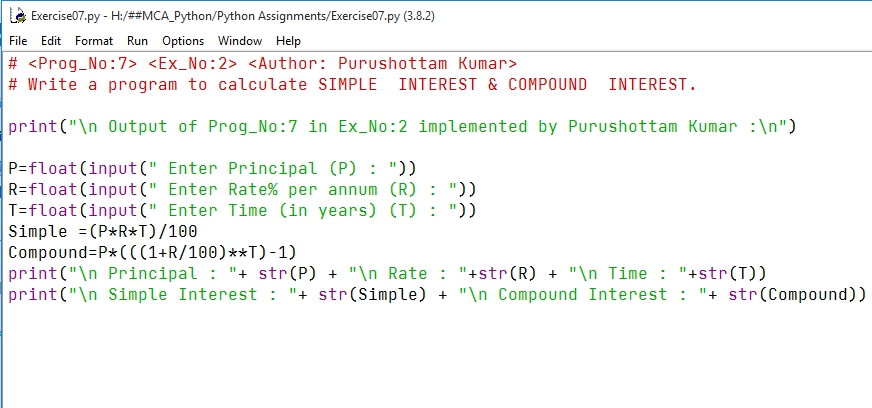 Exercise07.py - H:/##MCA_Python/Python Assignments/Exercise07.py (3.8.2)
File Edit Format Run Options Window Help
# <Prog_No:7> <Ex_No:2> <Author: Purushottam Kumar>
# Write a program to calculate SIMPLE  INTEREST & COMPOUND  INTEREST.
print("\n Output of Prog_No:7 in Ex_No:2 implemented by Purushottam Kumar :\n")
P=float(input(" Enter Principal (P) : "))
R=float(input(" Enter Rate% per annum (R) : "))
T=float(input(" Enter Time (in years) (T) : "))
Simple =(P*R*T)/100
Compound=P*(((1+R/100)**T)-1)
print("\n Principal : "+ str(P) + "\n Rate : "+str(R) + "\n Time : "+str(T))
print("\n Simple Interest : "+ str(Simple) + "\n Compound Interest : "+ str(Compound))